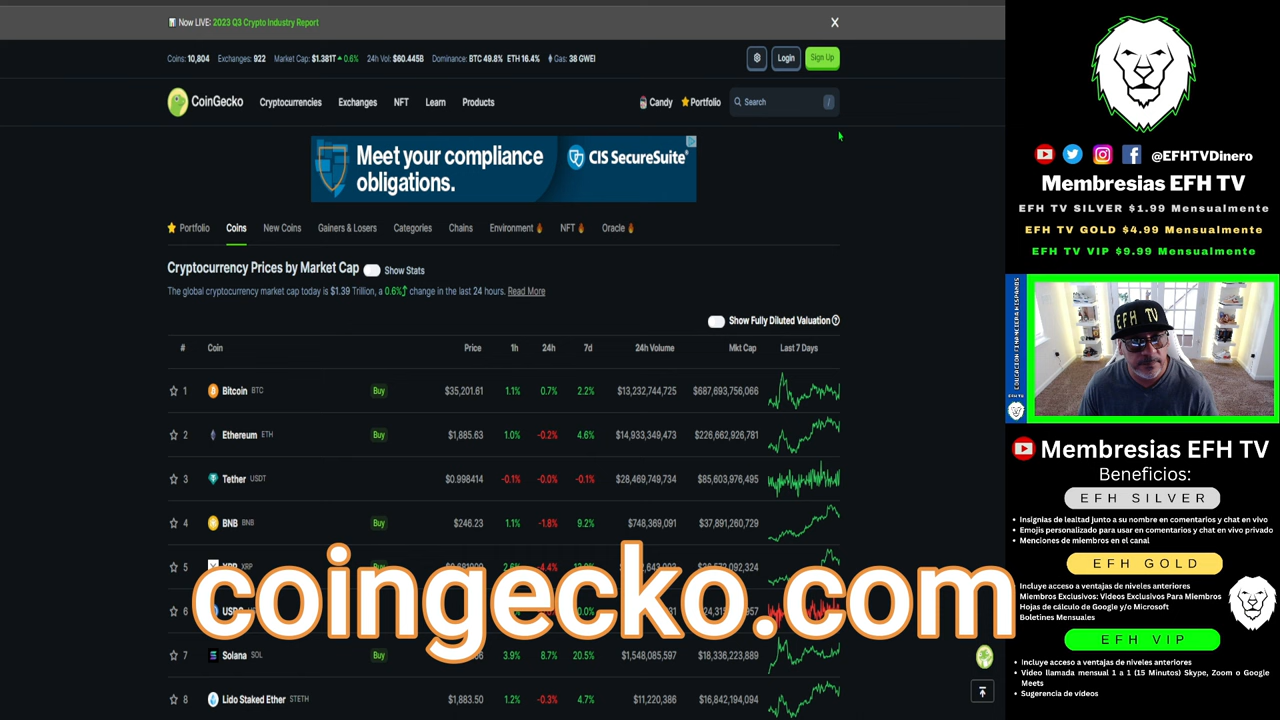 Now LIVE: 2023 Q3 Crypto Industry Report X
Coins: 10,804 Exchanges: 922 Market Cap: $1.381T 0.6% 24h Vol: $60.445B Dominance: BTC 49.8% ETH 16.4% Gas: 38 GWEI
Login Sign Up
CoinGecko Cryptocurrencies Exchanges NFT Learn Products Candy Portfolio Search /
Meet your compliance
obligations.
CIS SecureSuite®
Portfolio Coins New Coins Gainers & Losers Categories Chains Environment NFT Oracle
Cryptocurrency Prices by Market Cap Show Stats
The global cryptocurrency market cap today is $1.39 Trillion, a 0.6% change in the last 24 hours. Read More
Show Fully Diluted Valuation
# Coin Price 1h 24h 7d 24h Volume Mkt Cap Last 7 Days
1 Bitcoin BTC Buy $35,201.61 1.1% 0.7% 2.2% $13,232,744,725 $687,693,756,066
2 Ethereum ETH Buy $1,885.63 1.0% -0.2% 4.6% $14,933,349,473 $226,662,926,781
3 Tether USDT $0.998414 -0.1% -0.0% -0.1% $28,469,749,734 $85,603,976,495
4 BNB BNB Buy $246.23 1.1% -1.8% 9.2% $748,369,091 $37,891,260,729
5 XRP
6
7 Solana SOL Buy 3.9% 8.7% 20.5% $1,548,085,597 $18,336,223,889
8 Lido Staked Ether STETH $1,883.50 1.2% -0.3% 4.7% $11,220,386 $16,842,194,094
coingecko.com
@EFHTVDinero
Membresias EFH TV
EFH TV SILVER $1.99 Mensualmente
EFH TV GOLD $4.99 Mensualmente
EFH TV VIP $9.99 Mensualmente
EDUCACION FINANCIERA HISPANOS
EFH TV
EFH TV
Membresias EFH TV
Beneficios:
EFH SILVER
• Insignias de lealtad junto a su nombre en comentarios y chat en vivo
• Emojis personalizado para usar en comentarios y chat en vivo privado
• Menciones de miembros en el canal
EFH GOLD
Incluye acceso a ventajas de niveles anteriores
Miembros Exclusivos: Videos Exclusivos Para Miembros
Hojas de cálculo de Google y/o Microsoft
Boletines Mensuales
EFH VIP
• Incluye acceso a ventajas de niveles anteriores
• Video llamada mensual 1 a 1 (15 Minutos) Skype, Zoom o Google
Meets
• Sugerencia de vídeos